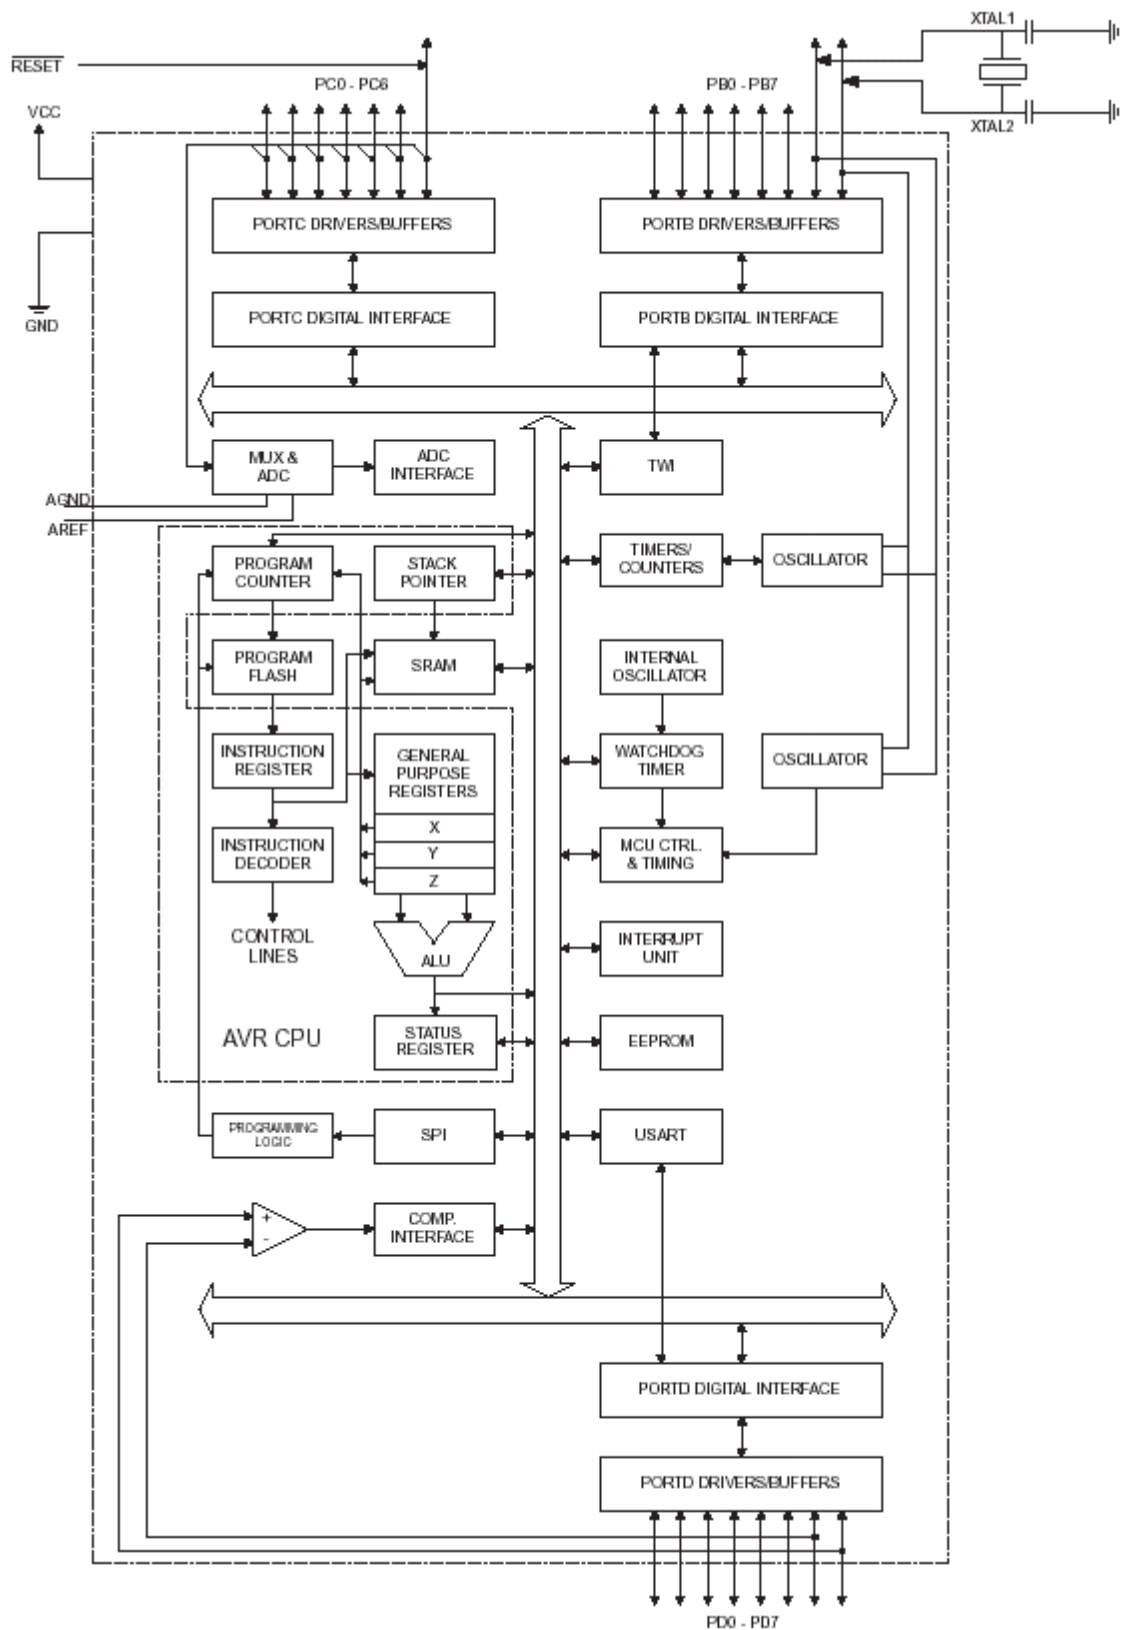 XTAL1
RESET
PC0 - PC6
PB0 - PB7
VCC
XTAL2
PORTC DRIVERS/BUFFERS
PORTB DRIVERS/BUFFERS
GND
PORTC DIGITAL INTERFACE
PORTB DIGITAL INTERFACE
MUX &
ADC
ADC
INTERFACE
TWI
AGND
AREF
PROGRAM
COUNTER
STACK
POINTER
TIMERS/
COUNTERS
OSCILLATOR
PROGRAM
FLASH
SRAM
INTERNAL
OSCILLATOR
INSTRUCTION
REGISTER
GENERAL
PURPOSE
REGISTERS
WATCHDOG
TIMER
OSCILLATOR
X
INSTRUCTION
DECODER
Y
Z
MCU CTRL.
& TIMING
CONTROL
LINES
ALU
INTERRUPT
UNIT
AVR CPU
STATUS
REGISTER
EEPROM
PROGRAMMING
LOGIC
SPI
USART
+
-
COMP.
INTERFACE
PORTD DIGITAL INTERFACE
PORTD DRIVERS/BUFFERS
PD0 - PD7